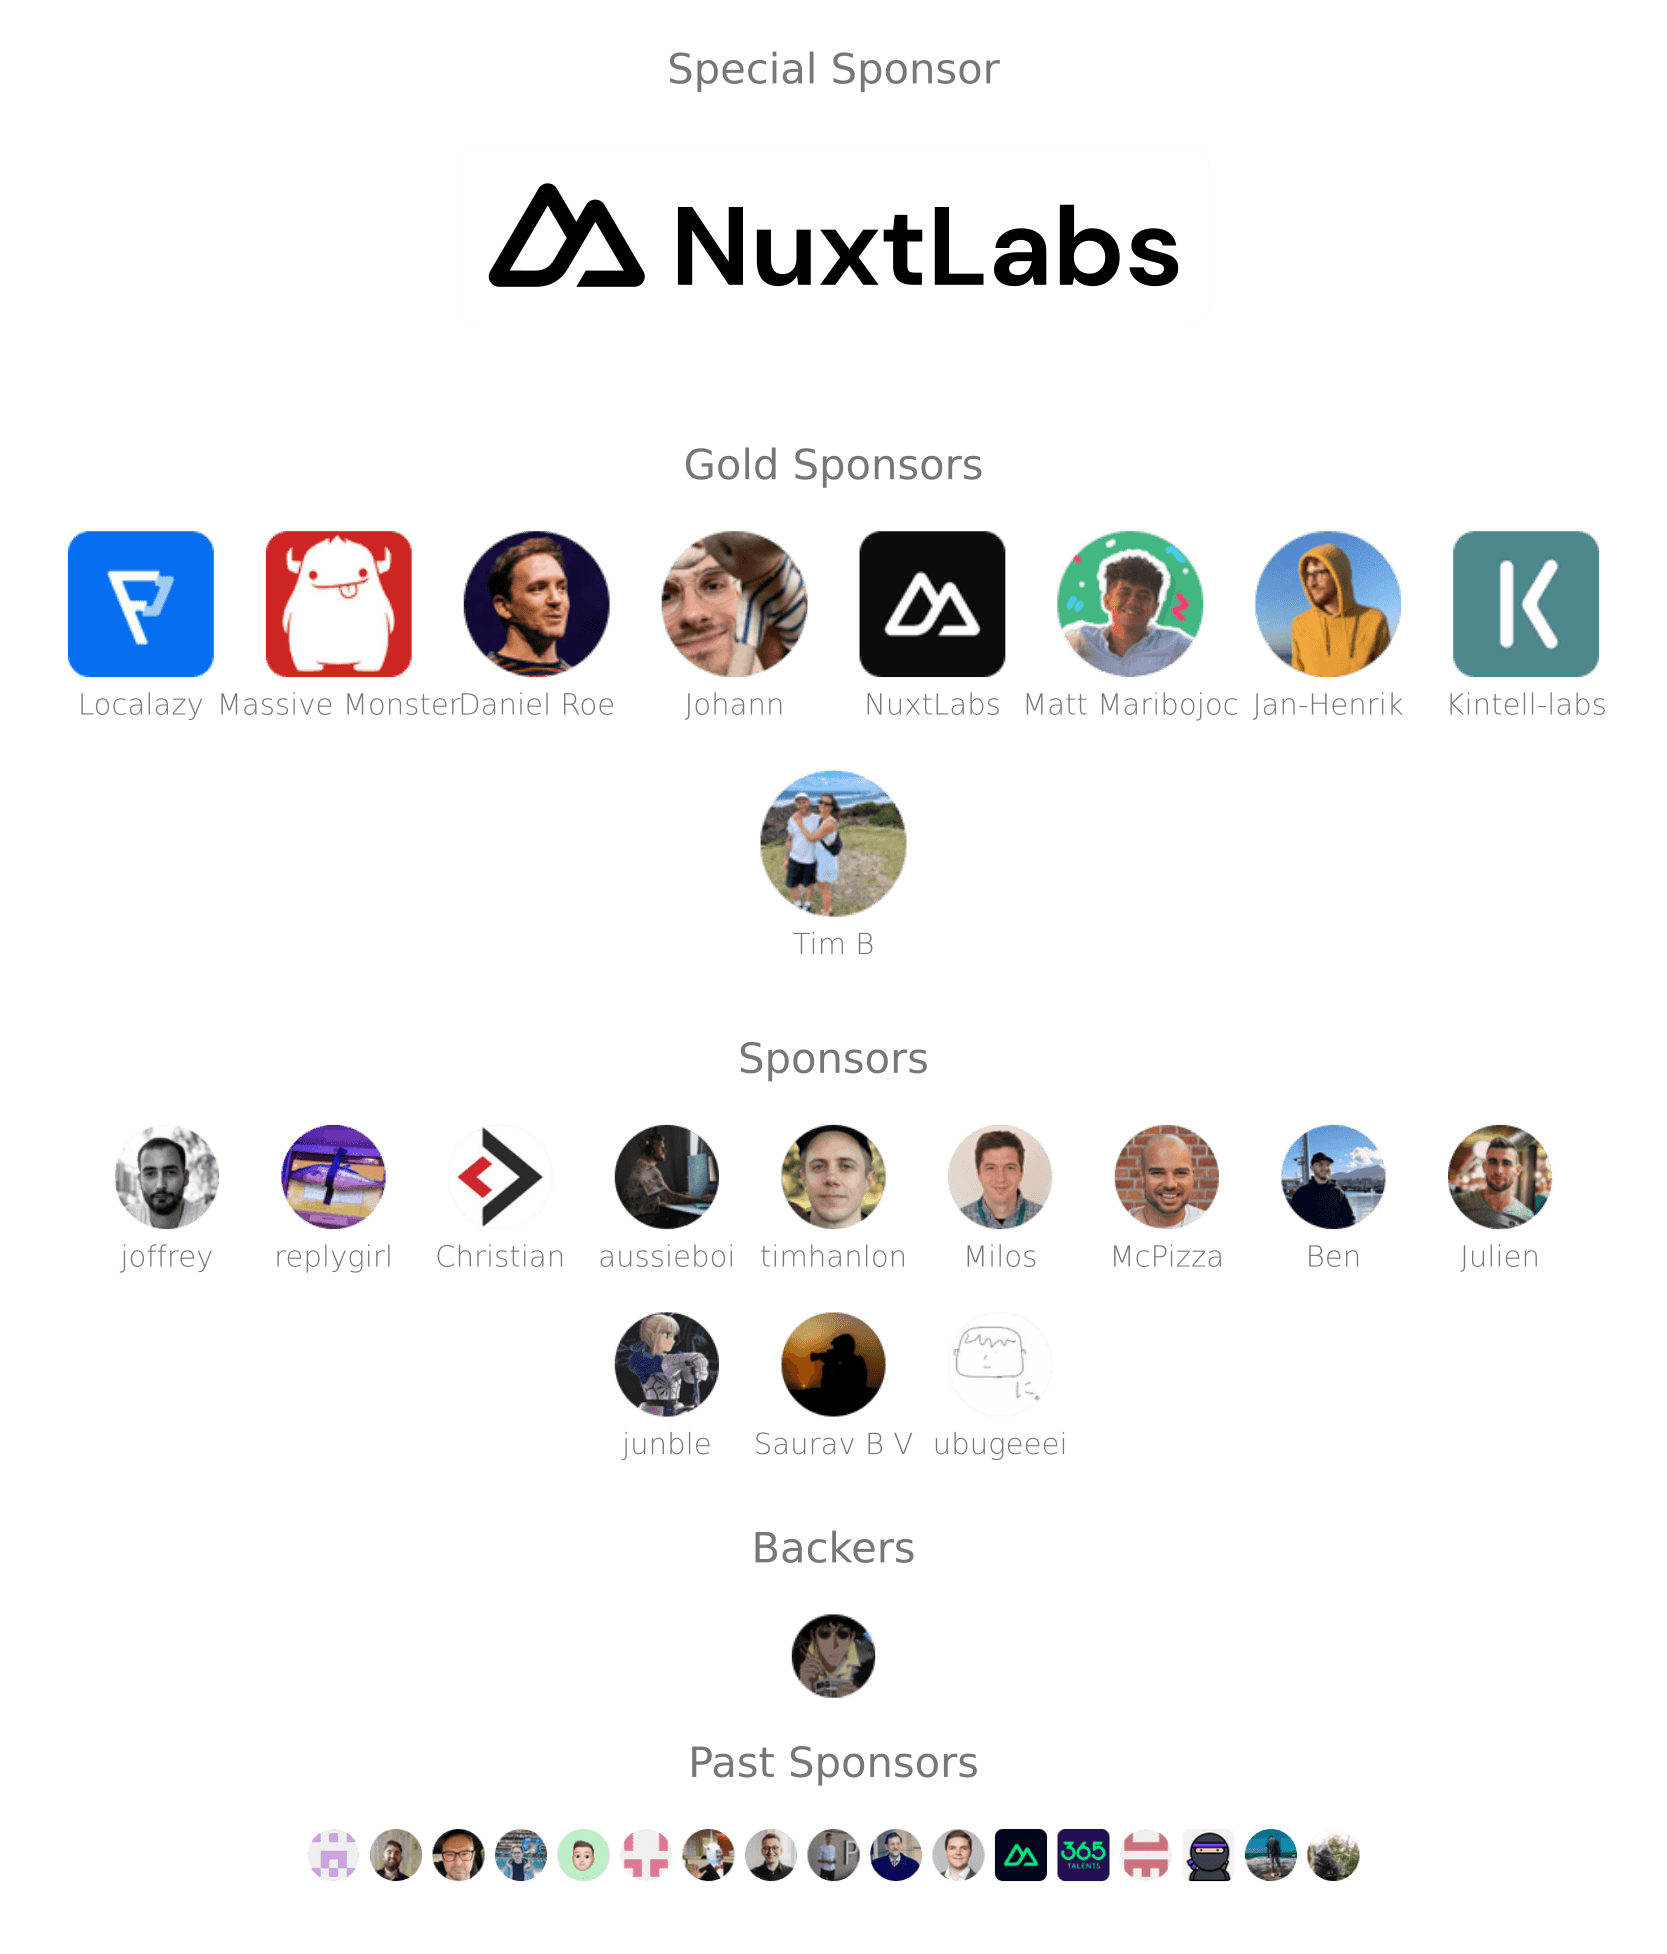 Special Sponsor
NuxtLabs
Gold Sponsors
Localazy Massive Monster Daniel Roe Johann NuxtLabs Matt Maribojoc Jan-Henrik Kintell-labs
Tim B
Sponsors
joffrey replygirl Christian aussieboi timhanlon Milos McPizza Ben Julien
junble Saurav B V ubugeeei
Backers
Past Sponsors
365
TALENTS